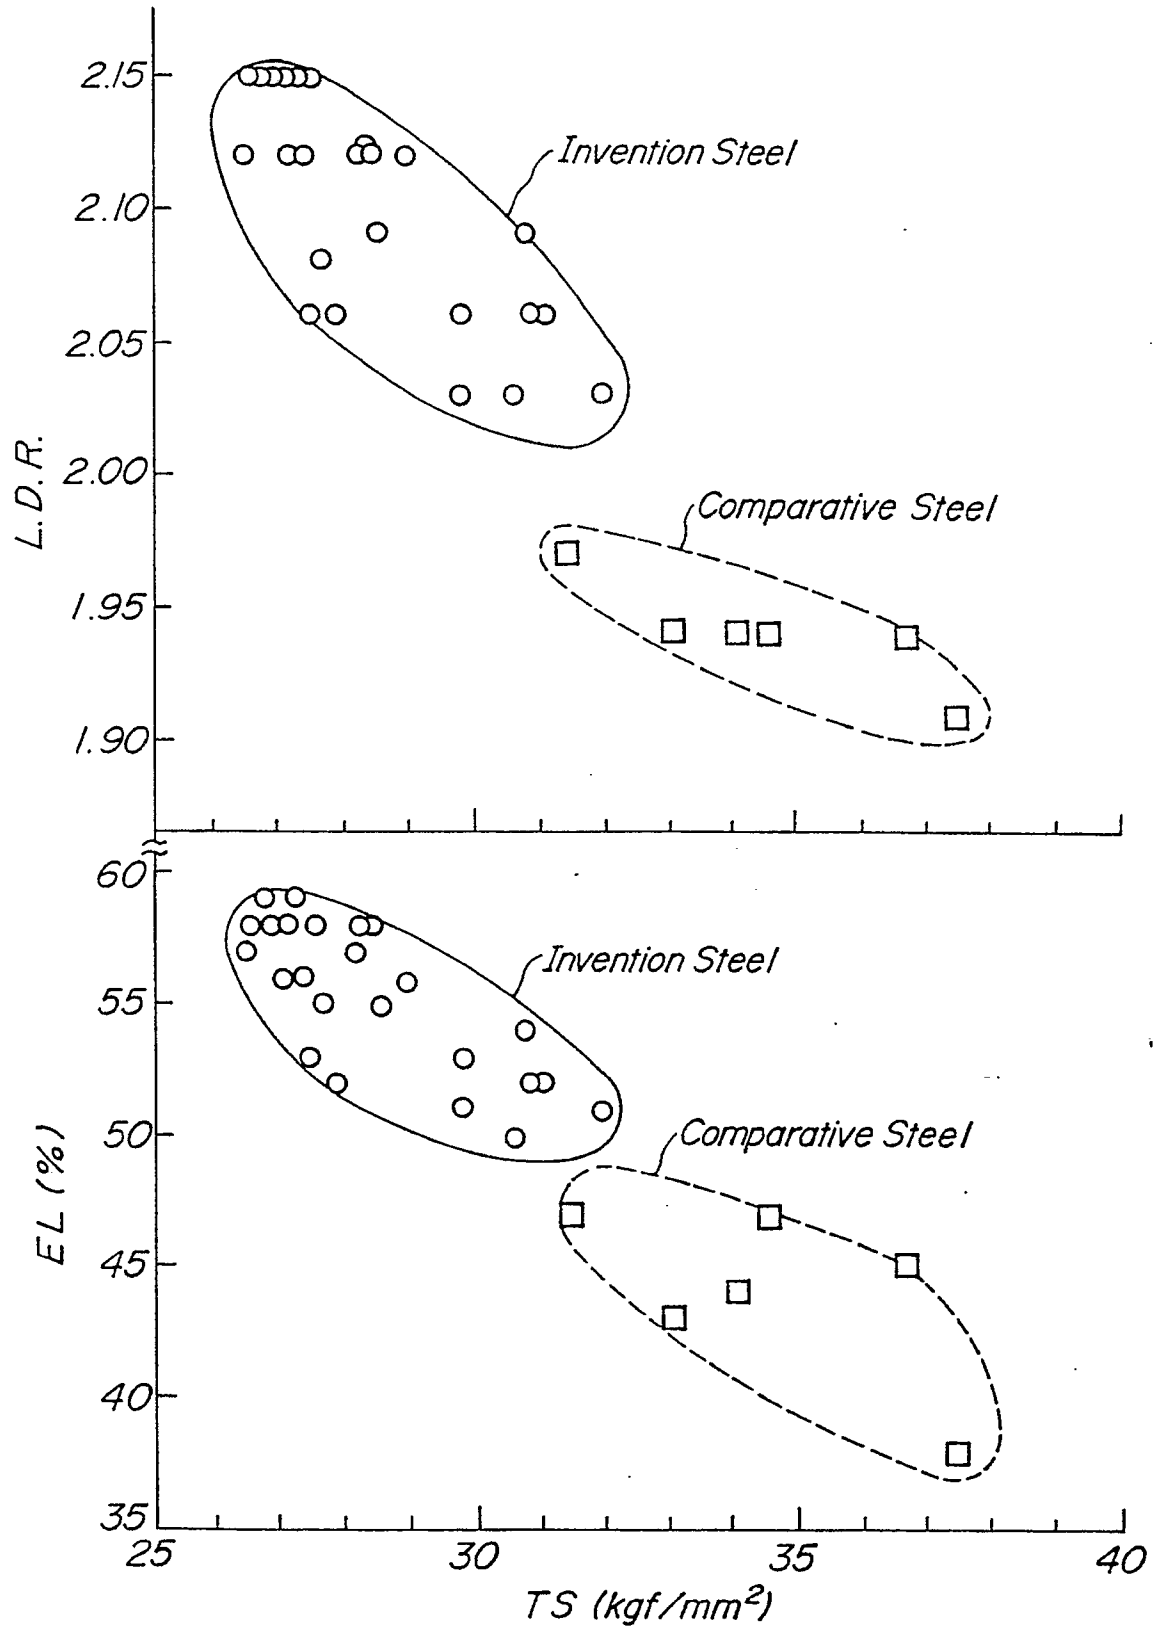 2.15
Invention Steel
2.10
2.05
L.D.R.
2.00
Comparative Steel
1.95
1.90
60
Invention Steel
55
50
Comparative Steel
EL (%)
45
40
35
25 30 35 40
TS (kgf/mm²)